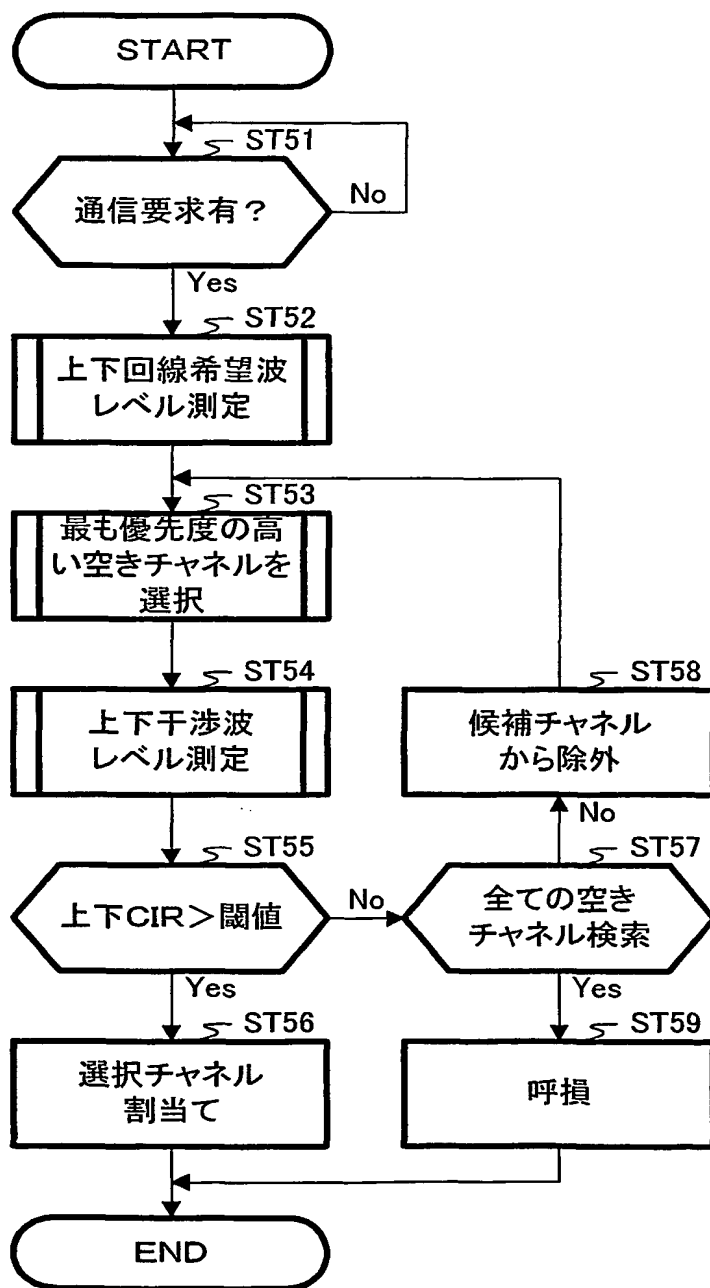 START
ST51
通信要求有？
No
Yes
ST52
上下回線希望波
レベル測定
ST53
最も優先度の高
い空きチャネルを
選択
ST54
上下干渉波
レベル測定
ST58
候補チャネル
から除外
No
ST55
上下CIR＞閾値
No
Yes
ST57
全ての空き
チャネル検索
Yes
ST56
選択チャネル
割当て
ST59
呼損
END